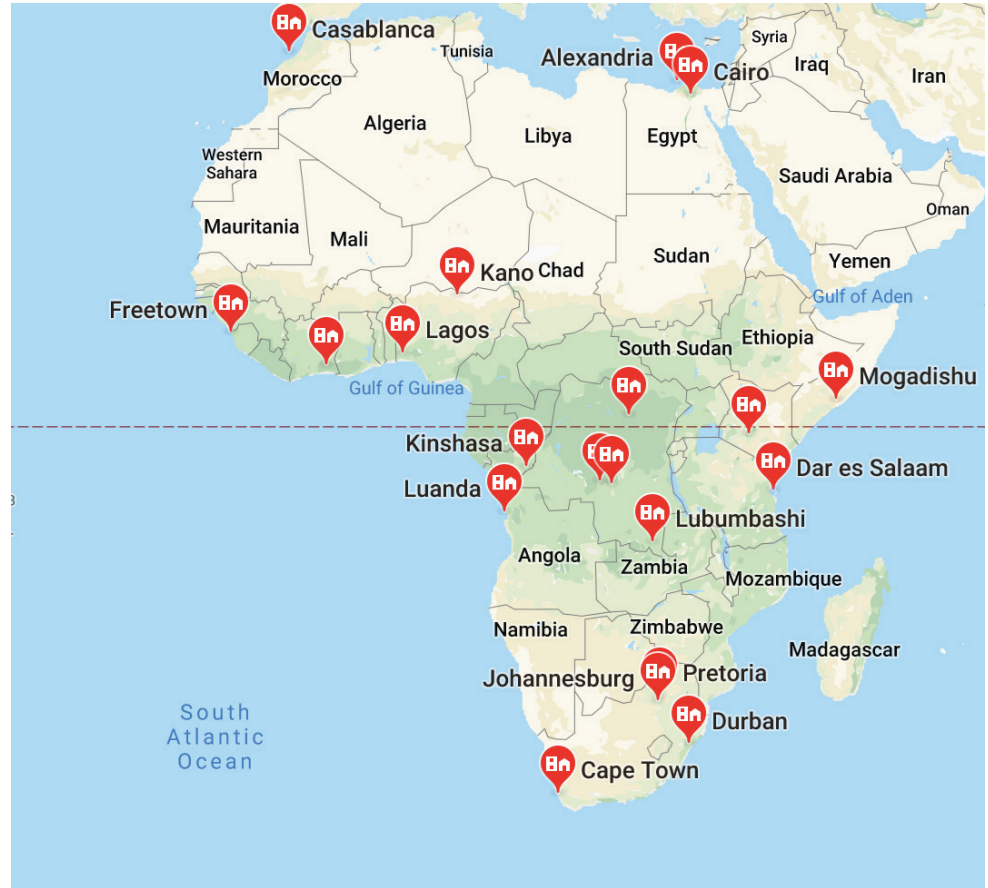 Casablanca
Tunisia
Syria
Alexandria
Cairo
Iraq
Iran
Morocco
Algeria
Libya
Egypt
Western
Sahara
Saudi Arabia
Oman
Mauritania
Mali
Kano
Chad
Sudan
Yemen
Gulf of Aden
Freetown
Lagos
South Sudan
Ethiopia
Gulf of Guinea
Mogadishu
Kinshasa
Dar es Salaam
Luanda
Lubumbashi
Angola
Zambia
Mozambique
Namibia
Zimbabwe
Madagascar
Johannesburg
Pretoria
South
Atlantic
Ocean
Durban
Cape Town